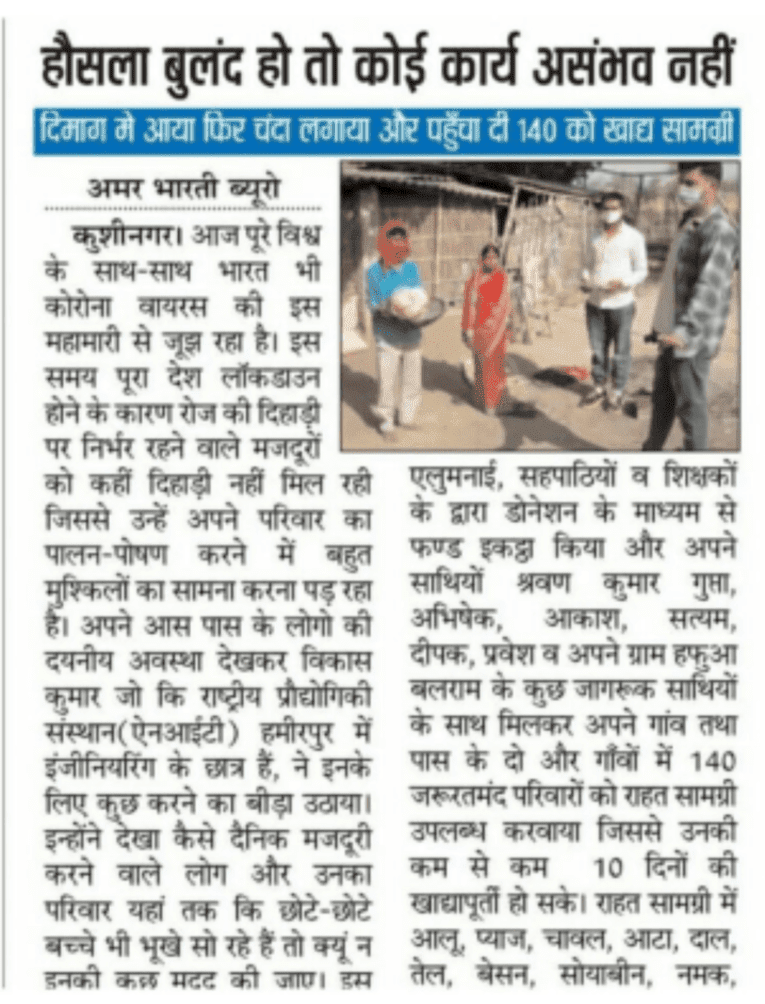 हौसला बुलंद हो तो कोई कार्य असंभव नहीं
दिमाग मे आया फिर चंदा लगाया और पहुँचा दी 140 को खाद्य सामग्री
अमर भारती ब्यूरो
कुशीनगर। आज पूरे विश्व
के साथ-साथ भारत भी
कोरोना वायरस की इस
महामारी से जूझ रहा है। इस
समय पूरा देश लॉकडाउन
होने के कारण रोज की दिहाड़ी
पर निर्भर रहने वाले मजदूरों
को कहीं दिहाड़ी नहीं मिल रही
जिससे उन्हें अपने परिवार का
पालन-पोषण करने में बहुत
मुश्किलों का सामना करना पड़ रहा
है। अपने आस पास के लोगो की
दयनीय अवस्था देखकर विकास
कुमार जो कि राष्ट्रीय प्रौद्योगिकी
संस्थान(ऐनआईटी) हमीरपुर में
इंजीनियरिंग के छात्र हैं, ने इनके
लिए कुछ करने का बीड़ा उठाया।
इन्होंने देखा कैसे दैनिक मजदूरी
करने वाले लोग और उनका
परिवार यहां तक कि छोटे-छोटे
बच्चे भी भूखे सो रहे हैं तो क्यूं न
इनकी कुछ मदद की जाए। इस
एलुमनाई, सहपाठियों व शिक्षकों
के द्वारा डोनेशन के माध्यम से
फण्ड इकट्ठा किया और अपने
साथियों श्रवण कुमार गुप्ता,
अभिषेक, आकाश, सत्यम,
दीपक, प्रवेश व अपने ग्राम हफुआ
बलराम के कुछ जागरूक साथियों
के साथ मिलकर अपने गांव तथा
पास के दो और गाँवों में 140
जरूरतमंद परिवारों को राहत सामग्री
उपलब्ध करवाया जिससे उनकी
कम से कम 10 दिनों की
खाद्यापूर्ती हो सके। राहत सामग्री में
आलू, प्याज, चावल, आटा, दाल,
तेल, बेसन, सोयाबीन, नमक,